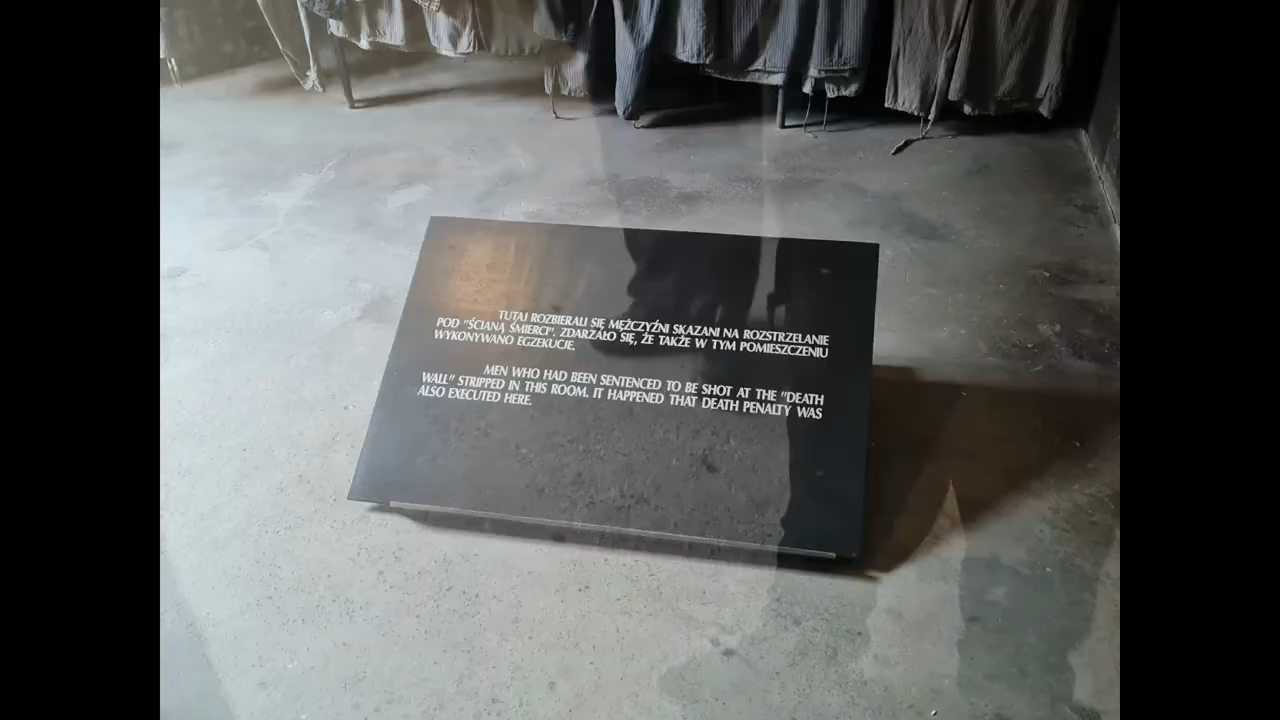 TUTAJ ROZBIERALI SIĘ MĘŻCZYŹNI SKAZANI NA ROZSTRZELANIE
POD "ŚCIANĄ ŚMIERCI". ZDARZAŁO SIĘ, ŻE TAKŻE W TYM POMIESZCZENIU
WYKONYWANO EGZEKUCJE.
MEN WHO HAD BEEN SENTENCED TO BE SHOT AT THE "DEATH
WALL" STRIPPED IN THIS ROOM. IT HAPPENED THAT DEATH PENALTY WAS
ALSO EXECUTED HERE.